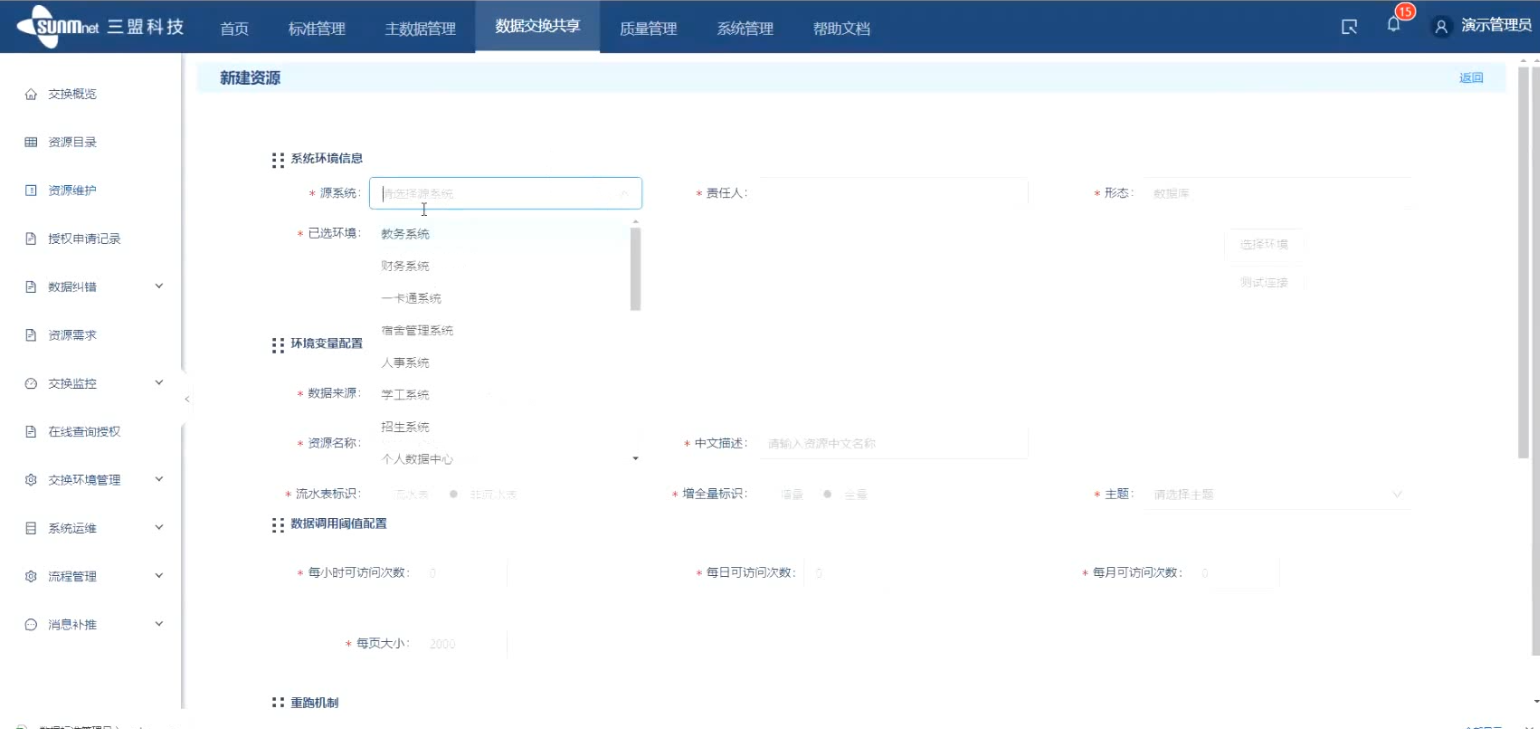 SUNMnet 三盟科技 首页 标准管理 主数据管理 数据交换共享 质量管理 系统管理 帮助文档 15 演示管理员
新建资源 返回
交换概览
资源目录
资源维护
授权申请记录
数据纠错
资源需求
交换监控
在线查询授权
交换环境管理
系统运维
流程管理
消息补推
系统环境信息
* 源系统: 请选择源系统 * 责任人: * 形态: 数据库
* 已选环境: 选择环境
测试连接
教务系统
财务系统
一卡通系统
宿舍管理系统
人事系统
学工系统
招生系统
个人数据中心
环境变量配置
* 数据来源:
* 资源名称: * 中文描述: 请输入资源中文名称
* 流水表标识: 流水表 非流水表 * 增全量标识: 增量 全量 * 主题: 请选择主题
数据调用阈值配置
* 每小时可访问次数: 0 * 每日可访问次数: 0 * 每月可访问次数: 0
* 每页大小: 2000
重跑机制